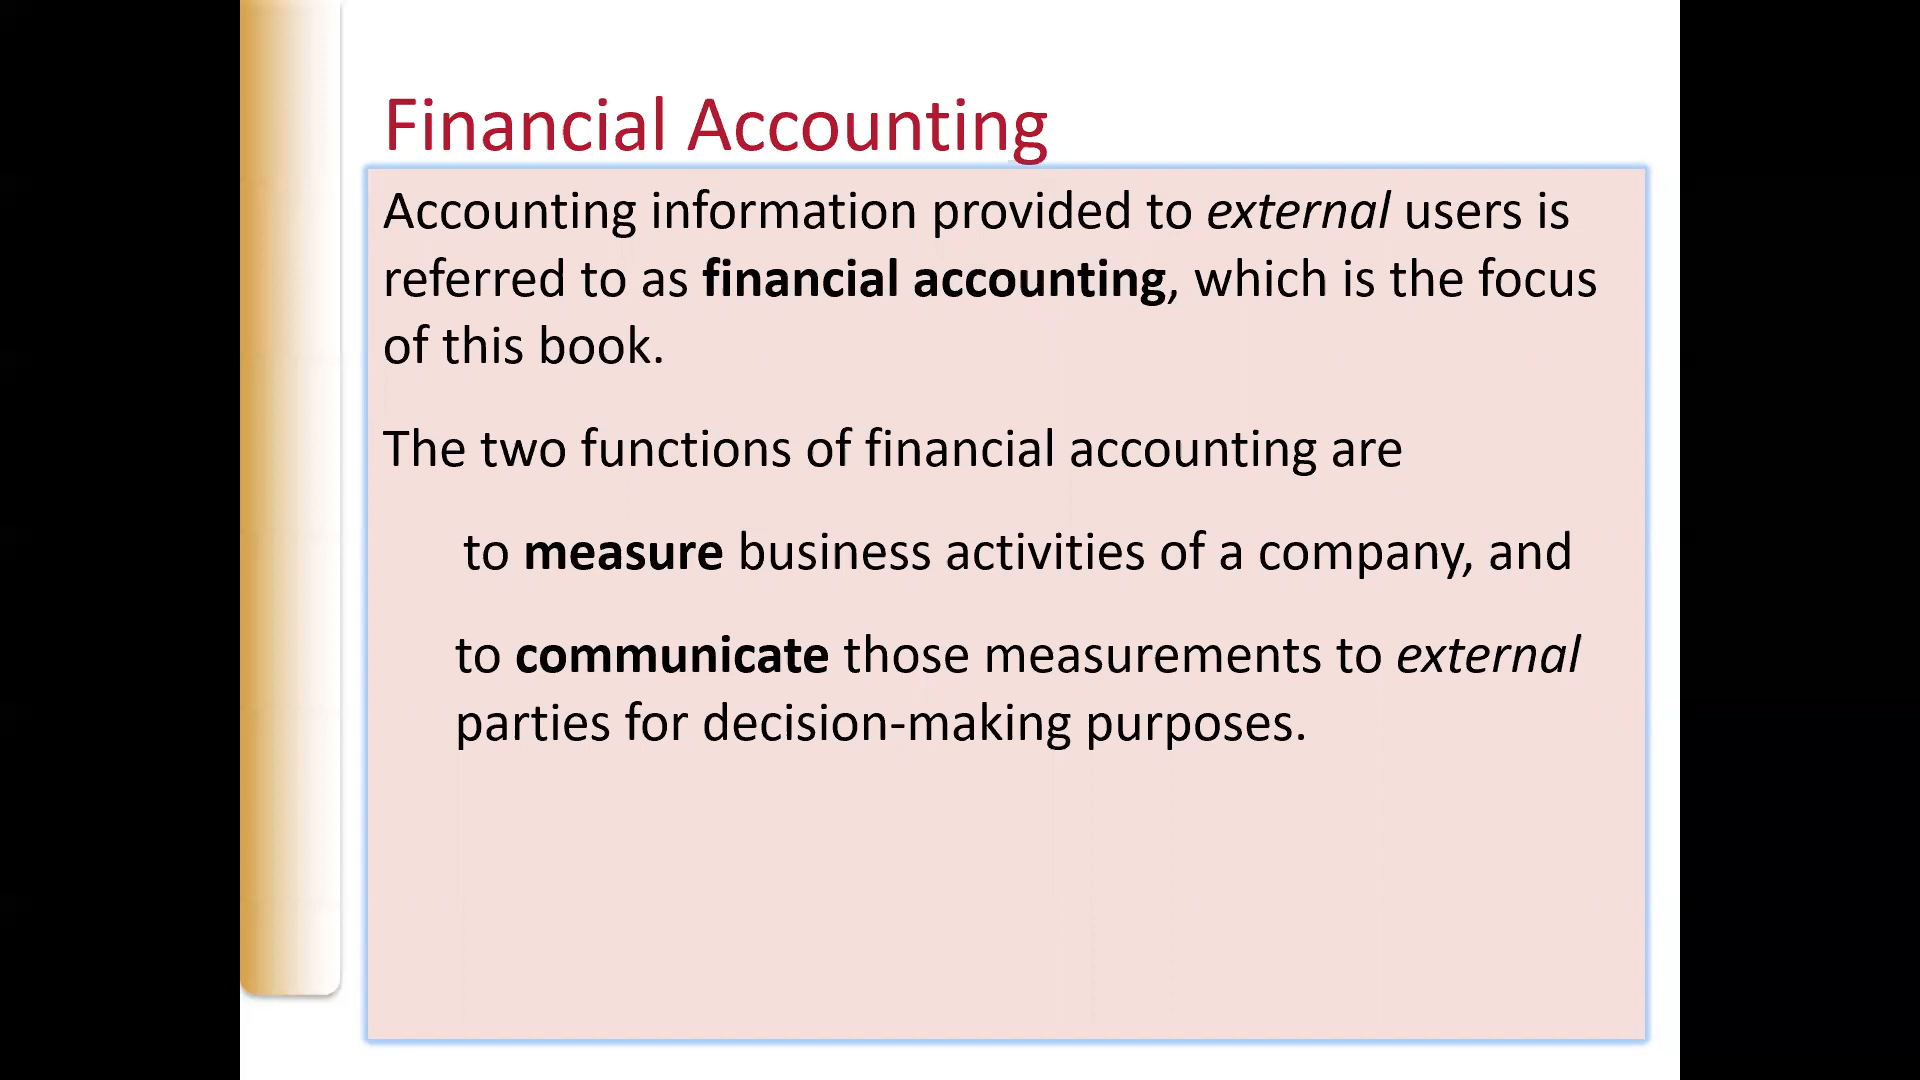 Financial Accounting
Accounting information provided to external users is
referred to as financial accounting, which is the focus
of this book.
The two functions of financial accounting are
to measure business activities of a company, and
to communicate those measurements to external
parties for decision-making purposes.